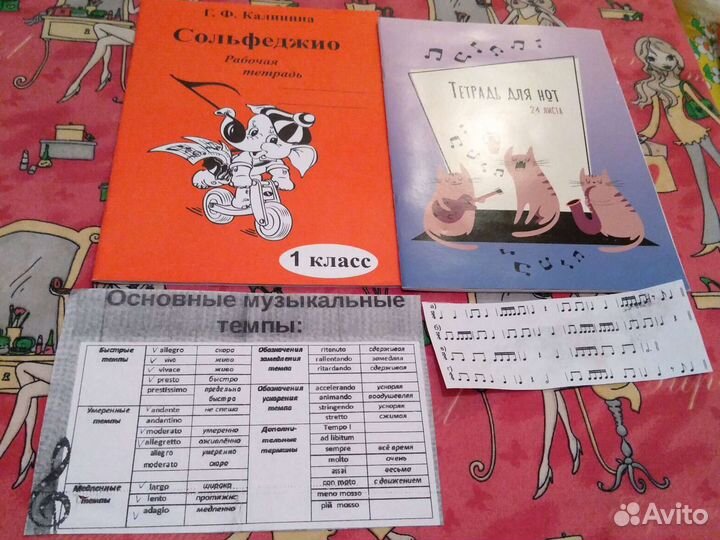 Г. Ф. Калинина
Сольфеджио
Рабочая
тетрадь
1 класс
Тетрадь для нот
24 листа
Основные музыкальные
темпы:
Быстрые темпы
allegro скоро
vivo живо
vivace живо
presto быстро
prestissimo предельно быстро
Умеренные темпы
andante не спеша
andantino
moderato умеренно
allegretto оживлённо
allegro moderato умеренно скоро
Медленные темпы
largo широко
lento протяжно
adagio медленно
Обозначения замедления темпа
ritenuto сдерживая
rallentando замедляя
ritardando сдерживая
Обозначения ускорения темпа
accelerando ускоряя
animando воодушевляя
stringendo ускоряя
stretto сжимая
Дополнительные термины
Tempo I
ad libitum
sempre всё время
molto очень
assai весьма
con moto с движением
meno mosso
più mosso
а)
б)
в)
Avito